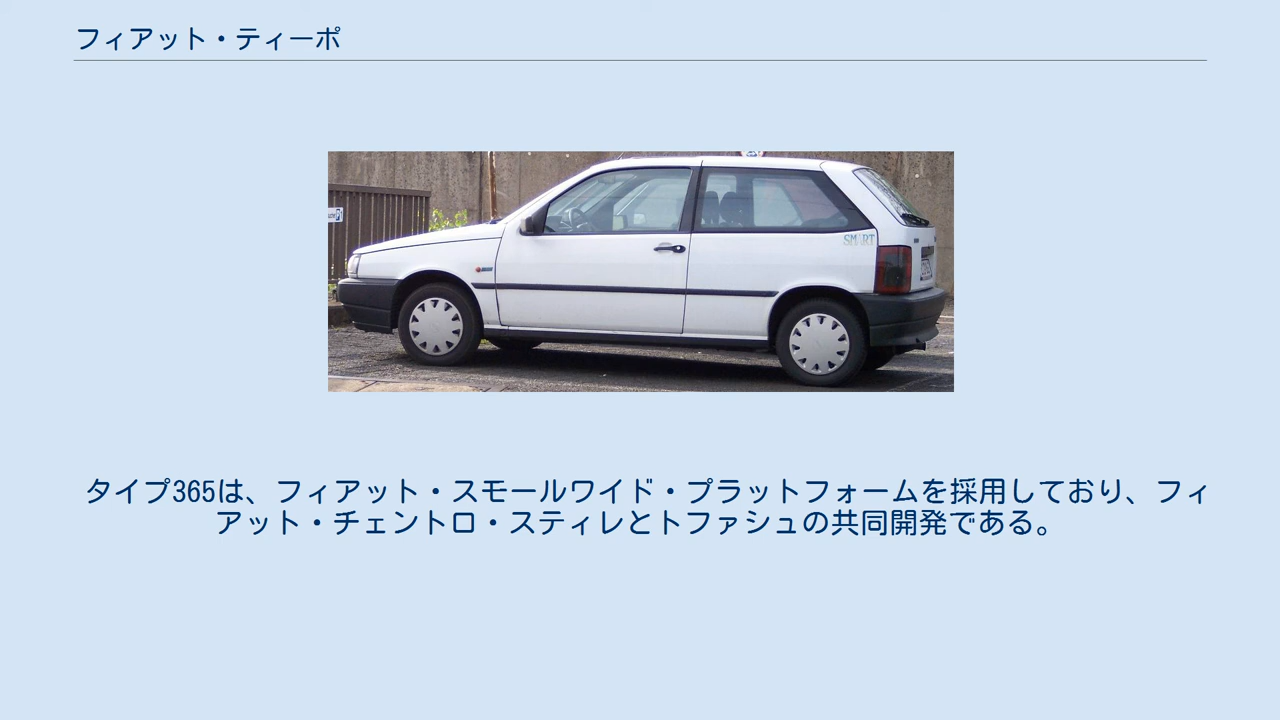 フィアット・ティーポ
SMART
タイプ365は、フィアット・スモールワイド・プラットフォームを採用しており、フィ
アット・チェントロ・スティレとトファシュの共同開発である。